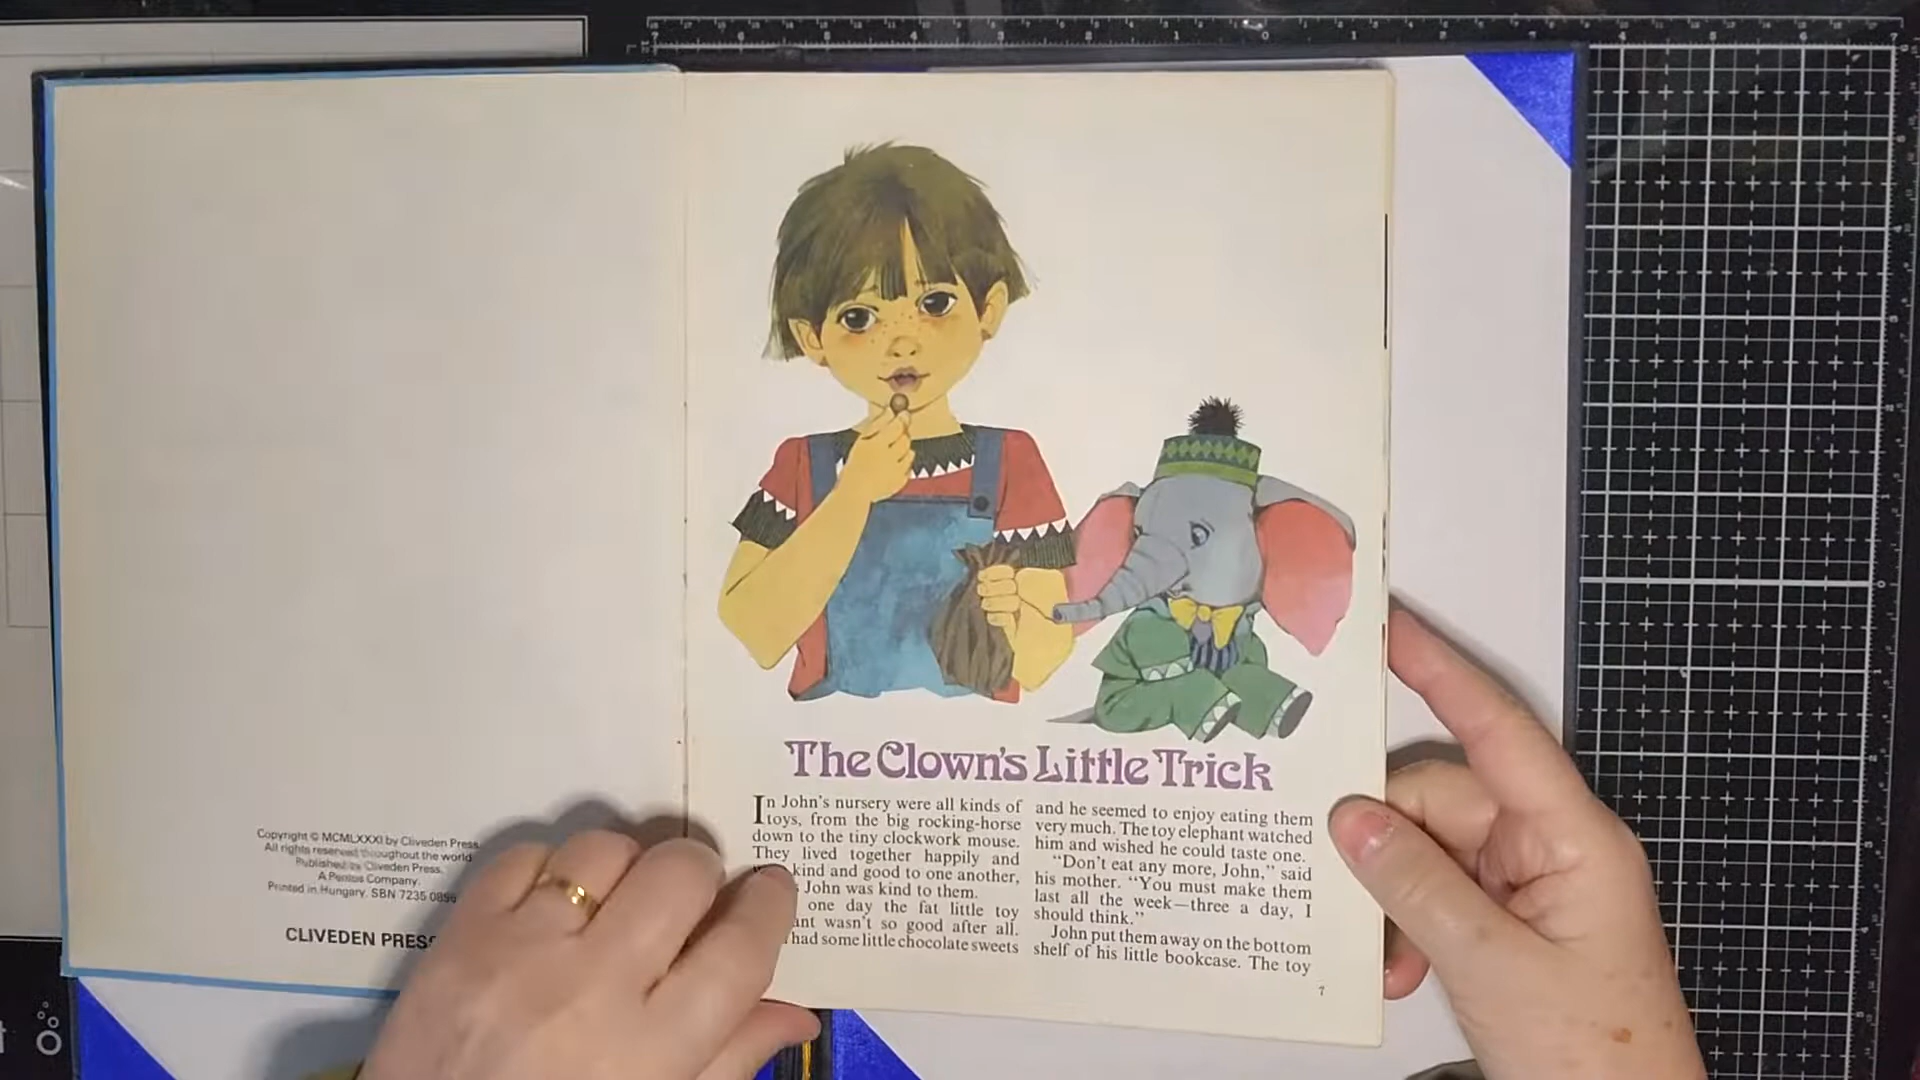 Copyright © MCMLXXXI by Cliveden Press.
All rights reserved throughout the world
Published by Cliveden Press.
A Pentos Company.
Printed in Hungary. SBN 7235
CLIVEDEN PRESS
The Clown's Little Trick
In John's nursery were all kinds of
toys, from the big rocking-horse
down to the tiny clockwork mouse.
They lived together happily and
kind and good to one another,
John was kind to them.
one day the fat little toy
wasn't so good after all.
had some little chocolate sweets
and he seemed to enjoy eating them
very much. The toy elephant watched
him and wished he could taste one.
"Don't eat any more, John," said
his mother. "You must make them
last all the week—three a day, I
should think."
John put them away on the bottom
shelf of his little bookcase. The toy
7